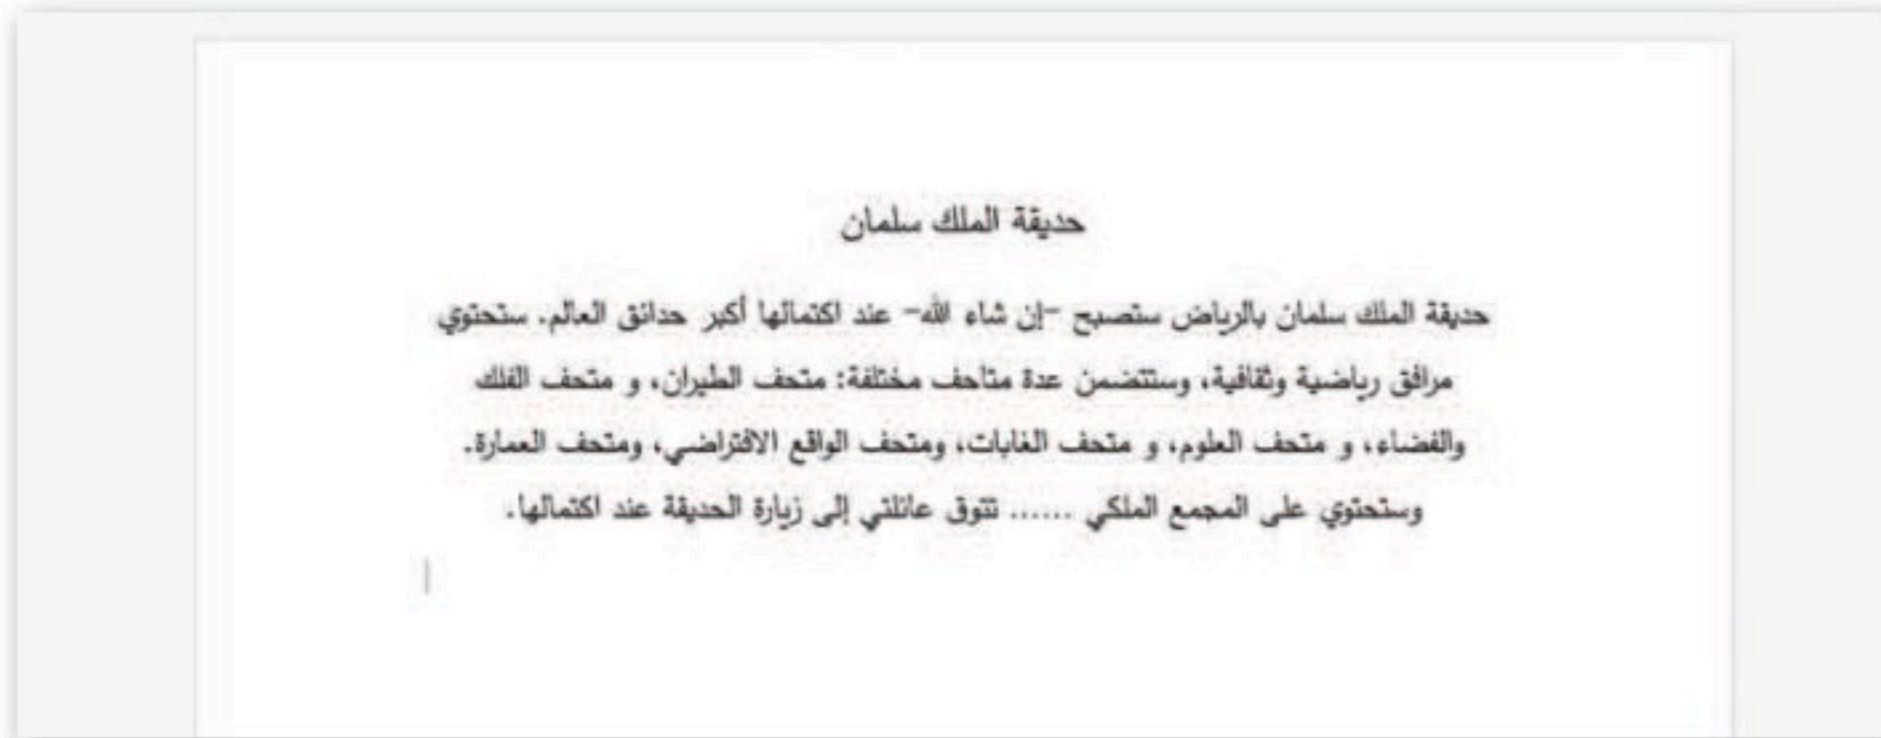 حديقة الملك سلمان
حديقة الملك سلمان بالرياض ستصبح -إن شاء الله- عند اكتمالها أكبر حدائق العالم. ستحتوي
مرافق رياضية وثقافية، وستتضمن عدة متاحف مختلفة: متحف الطيران، و متحف الفلك
والفضاء، و متحف العلوم، و متحف الغابات، ومتحف الواقع الافتراضي، ومتحف العمارة.
وستحتوي على المجمع الملكي ...... تتوق عائلتي إلى زيارة الحديقة عند اكتمالها.